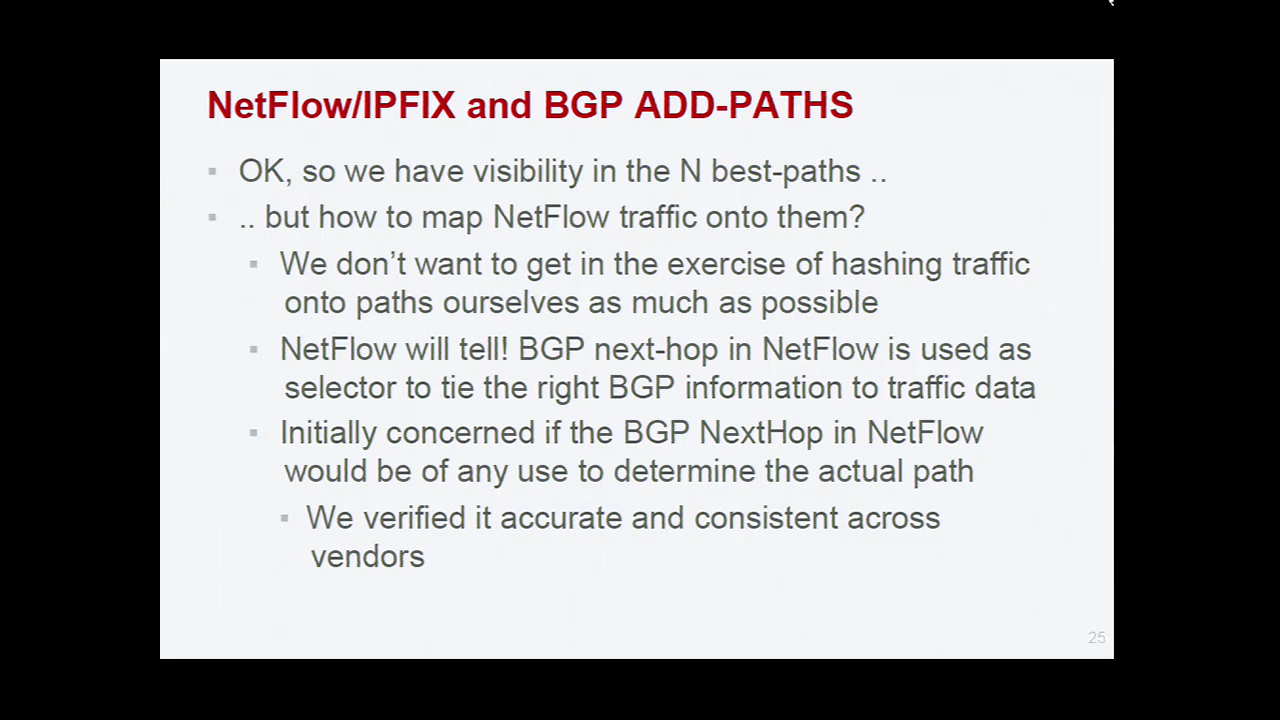 NetFlow/IPFIX and BGP ADD-PATHS
▪ OK, so we have visibility in the N best-paths ..
▪ .. but how to map NetFlow traffic onto them?
▪ We don’t want to get in the exercise of hashing traffic
onto paths ourselves as much as possible
▪ NetFlow will tell! BGP next-hop in NetFlow is used as
selector to tie the right BGP information to traffic data
▪ Initially concerned if the BGP NextHop in NetFlow
would be of any use to determine the actual path
▪ We verified it accurate and consistent across
vendors
25